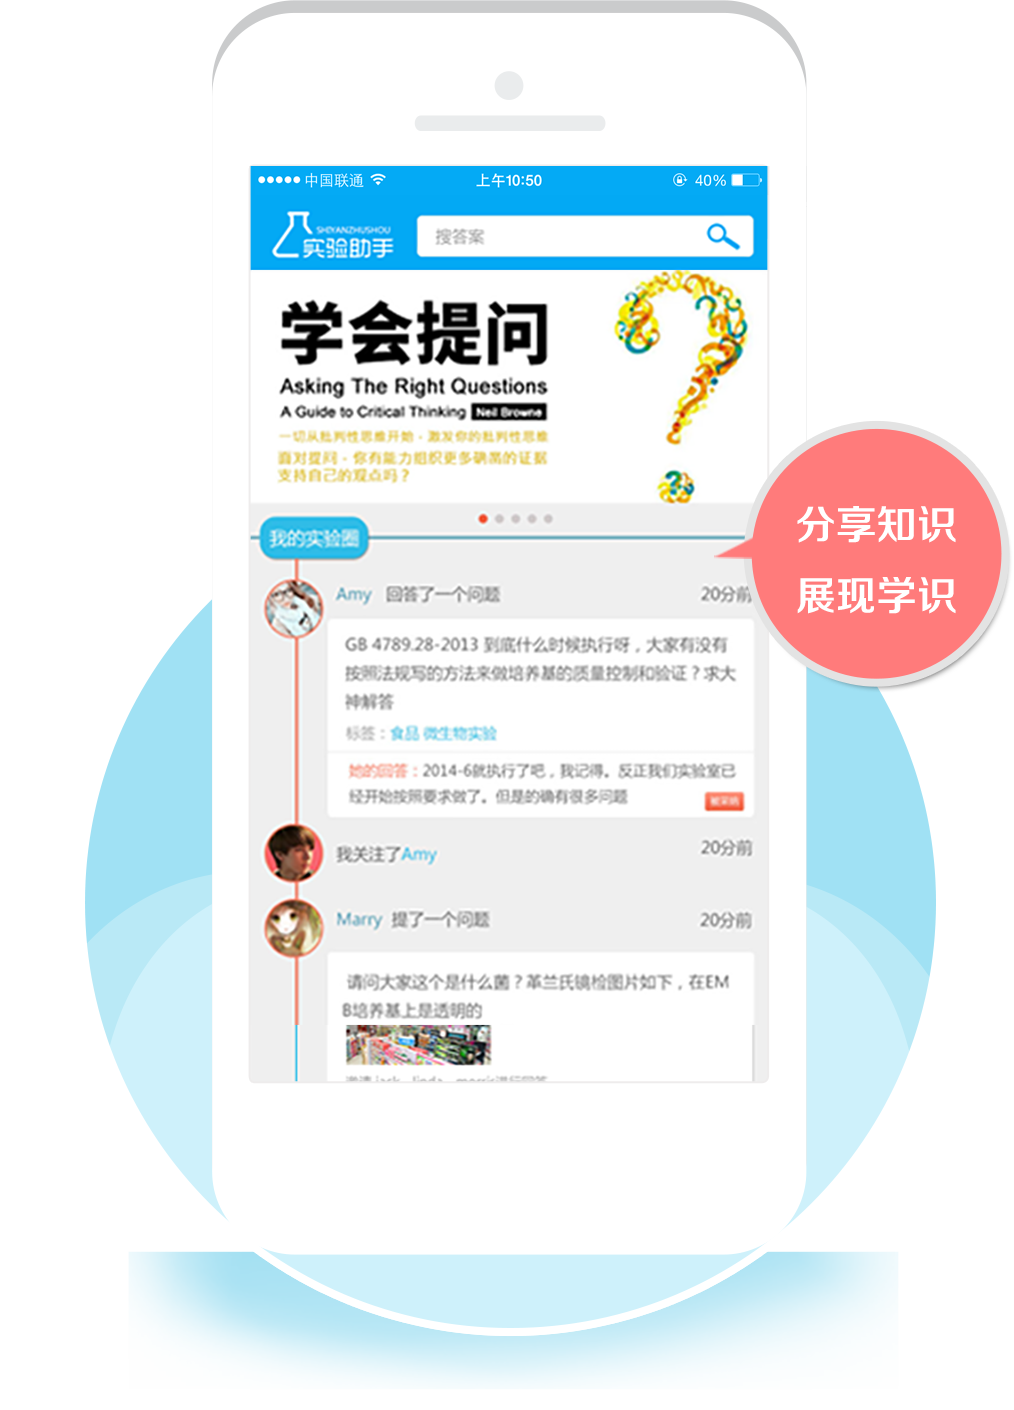 中国联通
上午10:50
40%
SHIYANZHUSHOU
实验助手
搜答案
学会提问
Asking The Right Questions
A Guide to Critical Thinking Neil Browne
一切从批判性思维开始,激发你的批判性思维
面对提问,你有能力组织更多确凿的证据
支持自己的观点吗?
我的实验圈
分享知识
展现学识
Amy 回答了一个问题 20分前
GB 4789.28-2013 到底什么时候执行呀,大家有没有
按照法规写的方法来做培养基的质量控制和验证?求大
神解答
标签:食品 微生物实验
她的回答:2014-6就执行了吧,我记得。反正我们实验室已
经开始按照要求做了。但是的确有很多问题
我关注了Amy 20分前
Marry 提了一个问题 20分前
请问大家这个是什么菌?革兰氏镜检图片如下,在EM
B培养基上是透明的